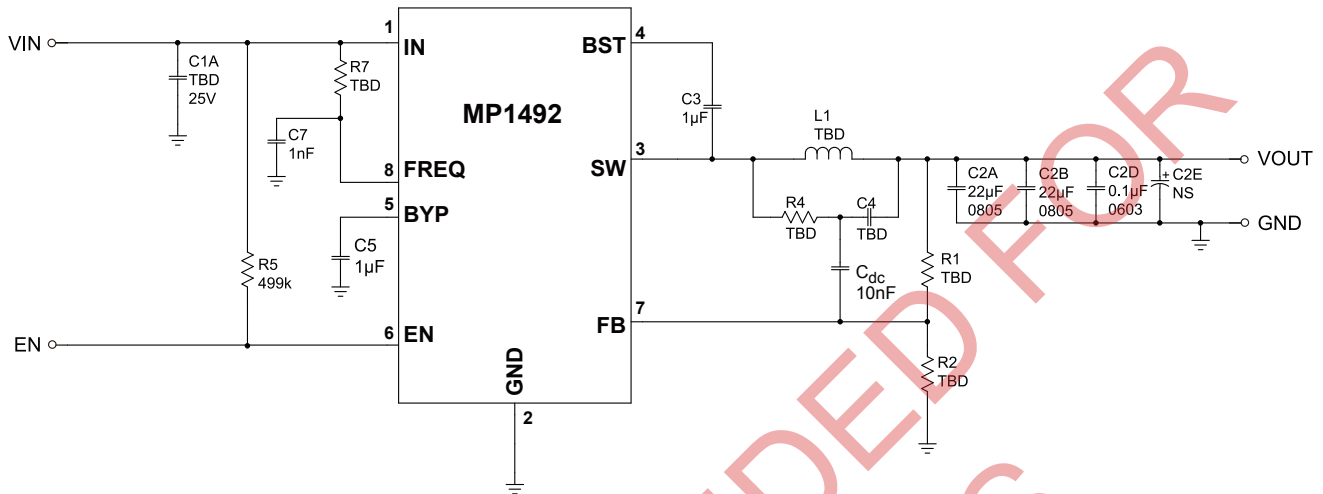 VIN
C1A
TBD
25V
R7
TBD
C7
1nF
C5
1µF
R5
499k
EN
1
IN
8
FREQ
5
BYP
6
EN
MP1492
GND
2
BST
4
SW
3
FB
7
C3
1µF
L1
TBD
R4
TBD
C4
TBD
Cdc
10nF
R1
TBD
R2
TBD
C2A
22µF
0805
C2B
22µF
0805
C2D
0.1µF
0603
+
C2E
NS
VOUT
GND
DED FOR